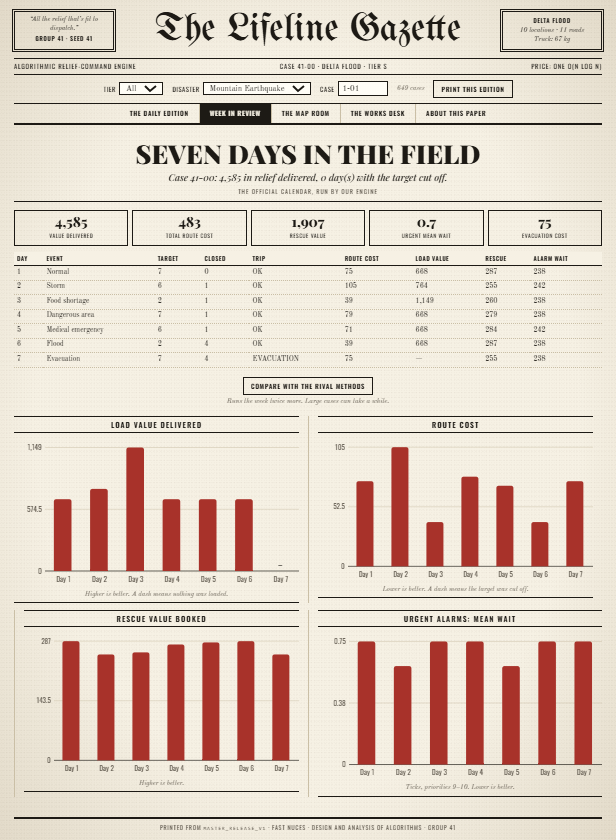 "All the relief that's fit to
dispatch."
GROUP 41 · SEED 41
The Lifeline Gazette
DELTA FLOOD
10 locations · 11 roads
Truck: 67 kg
ALGORITHMIC RELIEF-COMMAND ENGINE
CASE 41-00 · DELTA FLOOD · TIER S
PRICE: ONE O(N LOG N)
TIER All DISASTER Mountain Earthquake CASE 1-01 640 cases PRINT THIS EDITION
THE DAILY EDITION WEEK IN REVIEW THE MAP ROOM THE WORKS DESK ABOUT THIS PAPER
SEVEN DAYS IN THE FIELD
Case 41-00: 4,585 in relief delivered, 0 day(s) with the target cut off.
THE OFFICIAL CALENDAR, RUN BY OUR ENGINE
4,585 483 1,907 0.7 75
VALUE DELIVERED TOTAL ROUTE COST RESCUE VALUE URGENT MEAN WAIT EVACUATION COST
DAY EVENT TARGET CLOSED TRIP ROUTE COST LOAD VALUE RESCUE ALARM WAIT
1 Normal 7 0 OK 75 668 287 238
2 Storm 6 1 OK 105 764 255 242
3 Food shortage 2 1 OK 39 1,149 260 238
4 Dangerous area 7 1 OK 79 668 279 238
5 Medical emergency 6 1 OK 71 668 284 242
6 Flood 2 4 OK 39 668 287 238
7 Evacuation 7 4 EVACUATION 75 — 255 238
COMPARE WITH THE RIVAL METHODS
Runs the week twice more. Large cases can take a while.
LOAD VALUE DELIVERED
1,149
574.5
0
–
Day 1 Day 2 Day 3 Day 4 Day 5 Day 6 Day 7
Higher is better. A dash means nothing was loaded.
ROUTE COST
105
52.5
0
Day 1 Day 2 Day 3 Day 4 Day 5 Day 6 Day 7
Lower is better. A dash means the target was cut off.
RESCUE VALUE BOOKED
287
143.5
0
Day 1 Day 2 Day 3 Day 4 Day 5 Day 6 Day 7
Higher is better.
URGENT ALARMS: MEAN WAIT
0.75
0.38
0
Day 1 Day 2 Day 3 Day 4 Day 5 Day 6 Day 7
Ticks, priorities 9–10. Lower is better.
PRINTED FROM · FAST NUCES · DESIGN AND ANALYSIS OF ALGORITHMS · GROUP 41